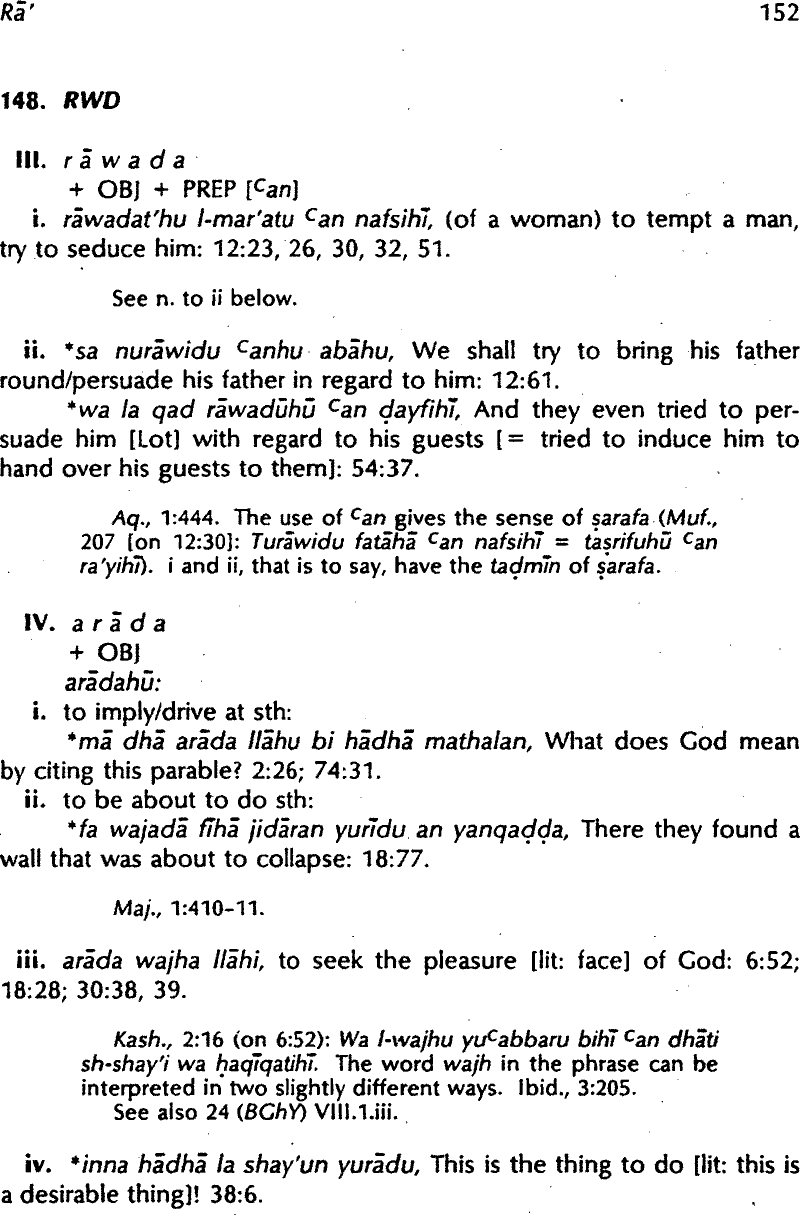 Rā' 152
148. RWD
III. r ā w a d a
+ OBJ + PREP [ᶜan]
i. rāwadat'hu l-mar'atu ᶜan nafsihī, (of a woman) to tempt a man,
try to seduce him: 12:23, 26, 30, 32, 51.
See n. to ii below.
ii. *sa nurāwidu ᶜanhu abāhu, We shall try to bring his father
round/persuade his father in regard to him: 12:61.
*wa la qad rāwadūhū ᶜan ḍayfihī, And they even tried to per-
suade him [Lot] with regard to his guests [= tried to induce him to
hand over his guests to them]: 54:37.
Aq., 1:444. The use of ᶜan gives the sense of ṣarafa (Muf.,
207 [on 12:30]: Turāwidu fatāhā ᶜan nafsihī = taṣrifuhū ᶜan
ra'yihī). i and ii, that is to say, have the taḍmīn of ṣarafa.
IV. a r ā d a
+ OBJ
arādahū:
i. to imply/drive at sth:
*mā dhā arāda llāhu bi hādhā mathalan, What does God mean
by citing this parable? 2:26; 74:31.
ii. to be about to do sth:
*fa wajadā fīhā jidāran yurīdu an yanqaḍḍa, There they found a
wall that was about to collapse: 18:77.
Maj., 1:410-11.
iii. arāda wajha llāhi, to seek the pleasure [lit: face] of God: 6:52;
18:28; 30:38, 39.
Kash., 2:16 (on 6:52): Wa l-wajhu yuᶜabbaru bihī ᶜan dhāti
sh-shay'i wa ḥaqīqatihī. The word wajh in the phrase can be
interpreted in two slightly different ways. Ibid., 3:205.
See also 24 (BGhY) VIII.1.iii.
iv. *inna hādhā la shay'un yurādu, This is the thing to do [lit: this is
a desirable thing]! 38:6.